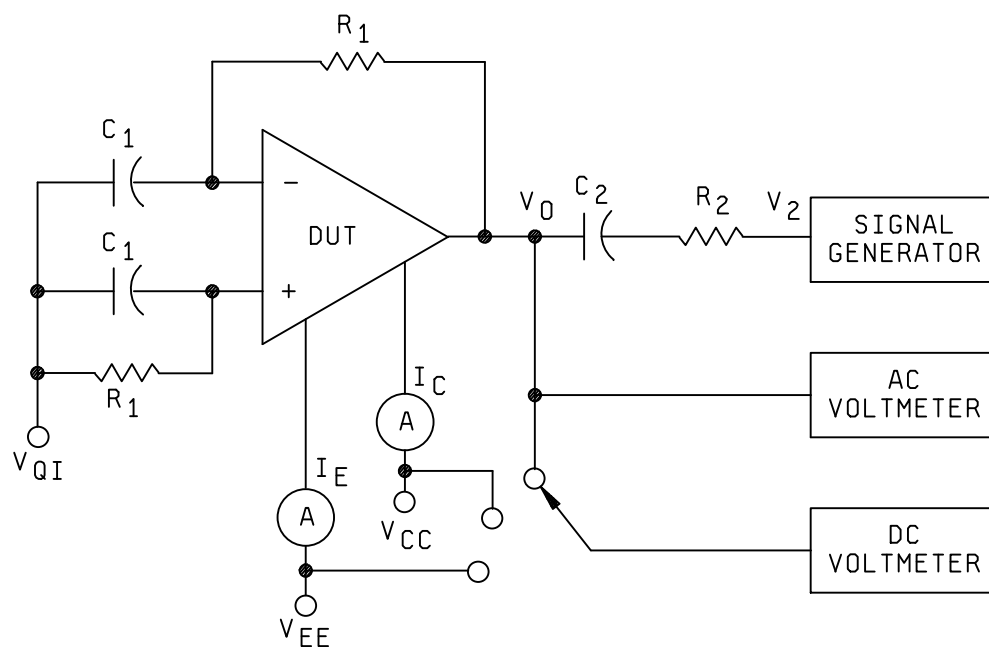 R1
C1
-
DUT
VO
C2
R2
V2
SIGNAL
GENERATOR
C1
+
R1
VQI
IC
A
AC
VOLTMETER
IE
A
VCC
DC
VOLTMETER
VEE